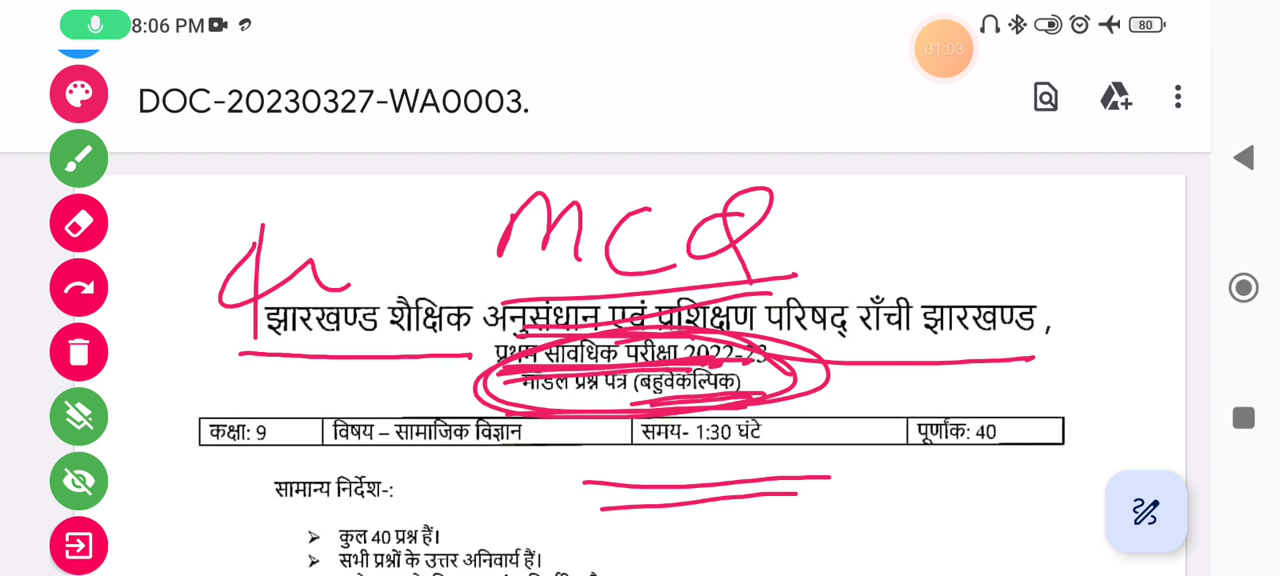 8:06 PM
80
01:03
DOC-20230327-WA0003.
MCQ
झारखण्ड शैक्षिक अनुसंधान एवं प्रशिक्षण परिषद् राँची झारखण्ड ,
प्रथम सावधिक परीक्षा 2022-23
मॉडल प्रश्न पत्र (बहुवैकल्पिक)
कक्षा: 9 विषय – सामाजिक विज्ञान समय- 1:30 घंटे पूर्णांक: 40
सामान्य निर्देश-:
➢ कुल 40 प्रश्न हैं।
➢ सभी प्रश्नों के उत्तर अनिवार्य हैं।